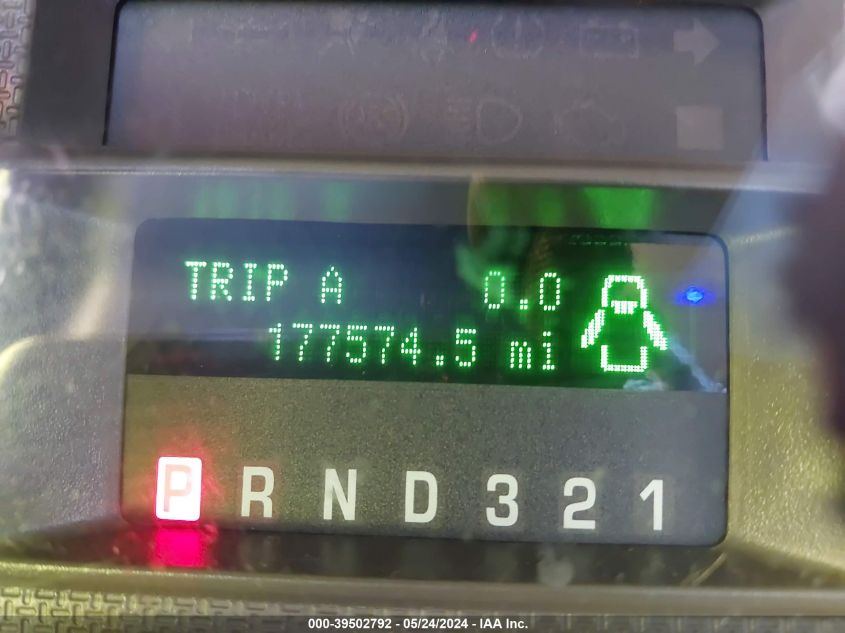 TRIP A 0.0
177574.5 mi
P R N D 3 2 1
000-39502792 - 05/24/2024 - IAA Inc.